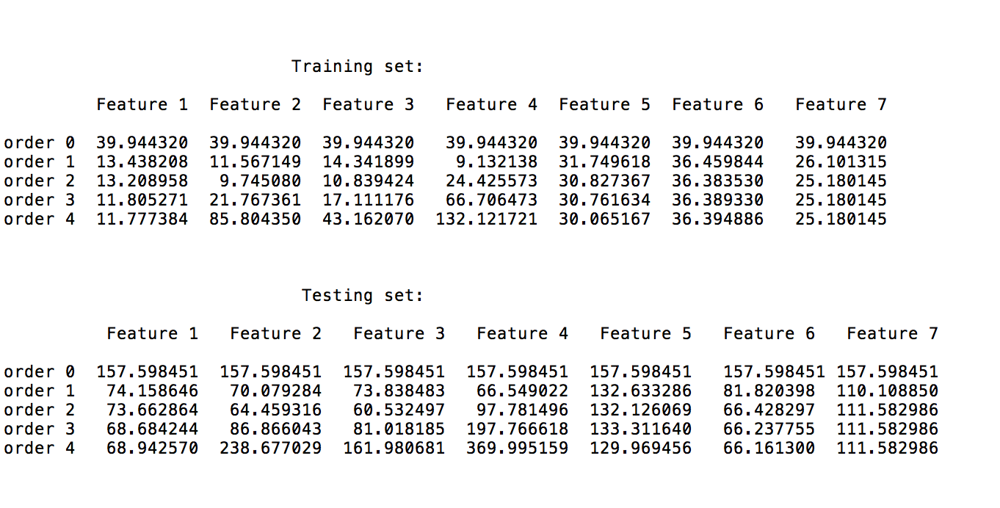 Training set:
Feature 1 Feature 2 Feature 3 Feature 4 Feature 5 Feature 6 Feature 7
order 0 39.944320 39.944320 39.944320 39.944320 39.944320 39.944320 39.944320
order 1 13.438208 11.567149 14.341899 9.132138 31.749618 36.459844 26.101315
order 2 13.208958 9.745080 10.839424 24.425573 30.827367 36.383530 25.180145
order 3 11.805271 21.767361 17.111176 66.706473 30.761634 36.389330 25.180145
order 4 11.777384 85.804350 43.162070 132.121721 30.065167 36.394886 25.180145
Testing set:
Feature 1 Feature 2 Feature 3 Feature 4 Feature 5 Feature 6 Feature 7
order 0 157.598451 157.598451 157.598451 157.598451 157.598451 157.598451 157.598451
order 1 74.158646 70.079284 73.838483 66.549022 132.633286 81.820398 110.108850
order 2 73.662864 64.459316 60.532497 97.781496 132.126069 66.428297 111.582986
order 3 68.684244 86.866043 81.018185 197.766618 133.311640 66.237755 111.582986
order 4 68.942570 238.677029 161.980681 369.995159 129.969456 66.161300 111.582986